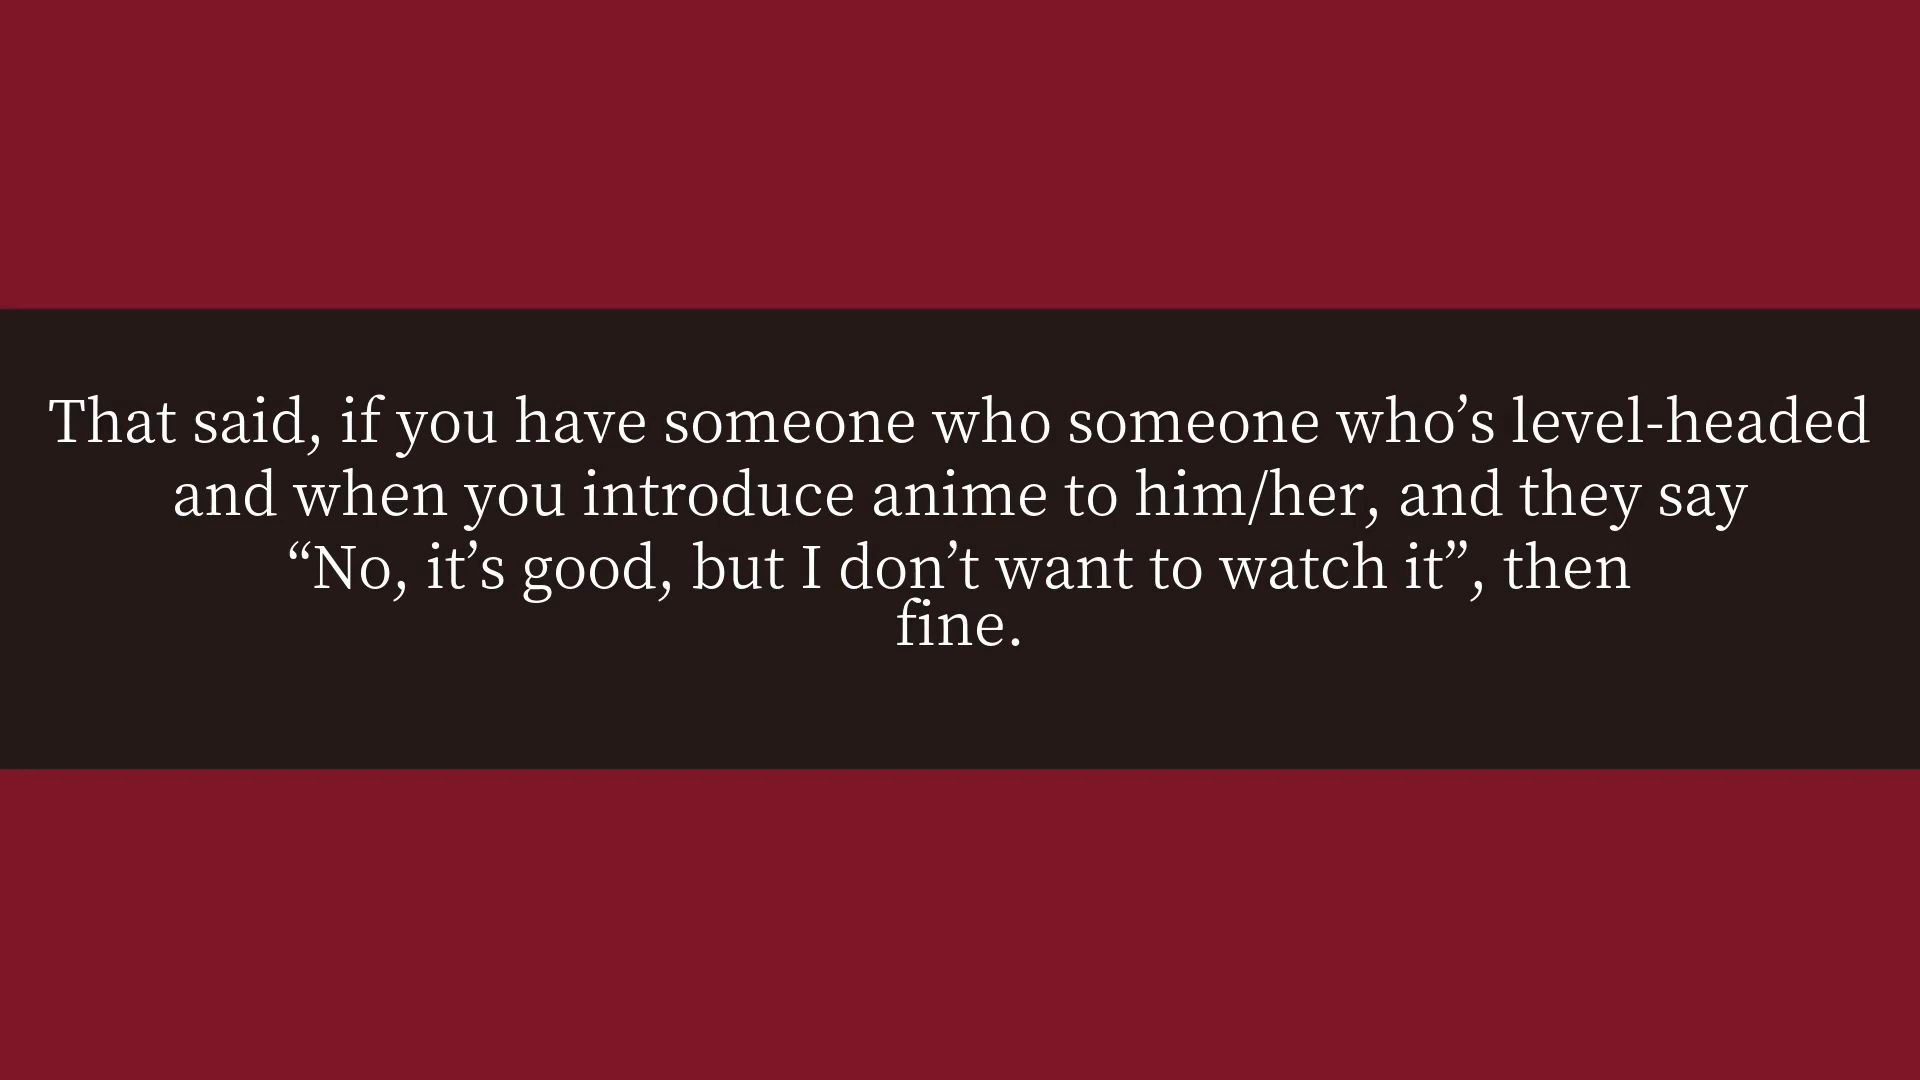 That said, if you have someone who someone who’s level-headed
and when you introduce anime to him/her, and they say
“No, it’s good, but I don’t want to watch it”, then
fine.